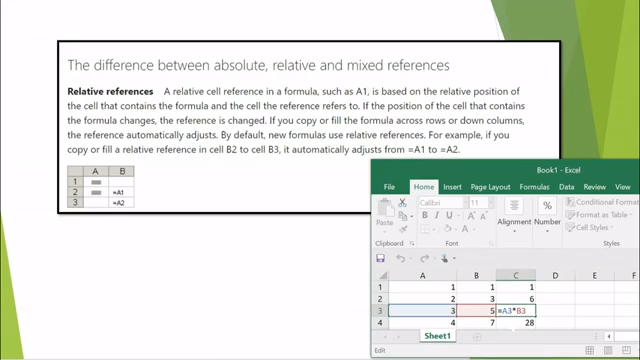 The difference between absolute, relative and mixed references
Relative references A relative cell reference in a formula, such as A1, is based on the relative position of
the cell that contains the formula and the cell the reference refers to. If the position of the cell that contains
the formula changes, the reference is changed. If you copy or fill the formula across rows or down columns,
the reference automatically adjusts. By default, new formulas use relative references. For example, if you
copy or fill a relative reference in cell B2 to cell B3, it automatically adjusts from =A1 to =A2.
A B
1
2 =A1
3 =A2
Book1 - Excel
File Home Insert Page Layout Formulas Data Review
Paste Calibri 11 Alignment Number % Conditional Format
Format as Table
Cell Styles
Clipboard Font Styles
A B C D E F
1 1 1 1
2 2 3 6
3 3 5 =A3*B3
4 4 7 28
Sheet1
Edit